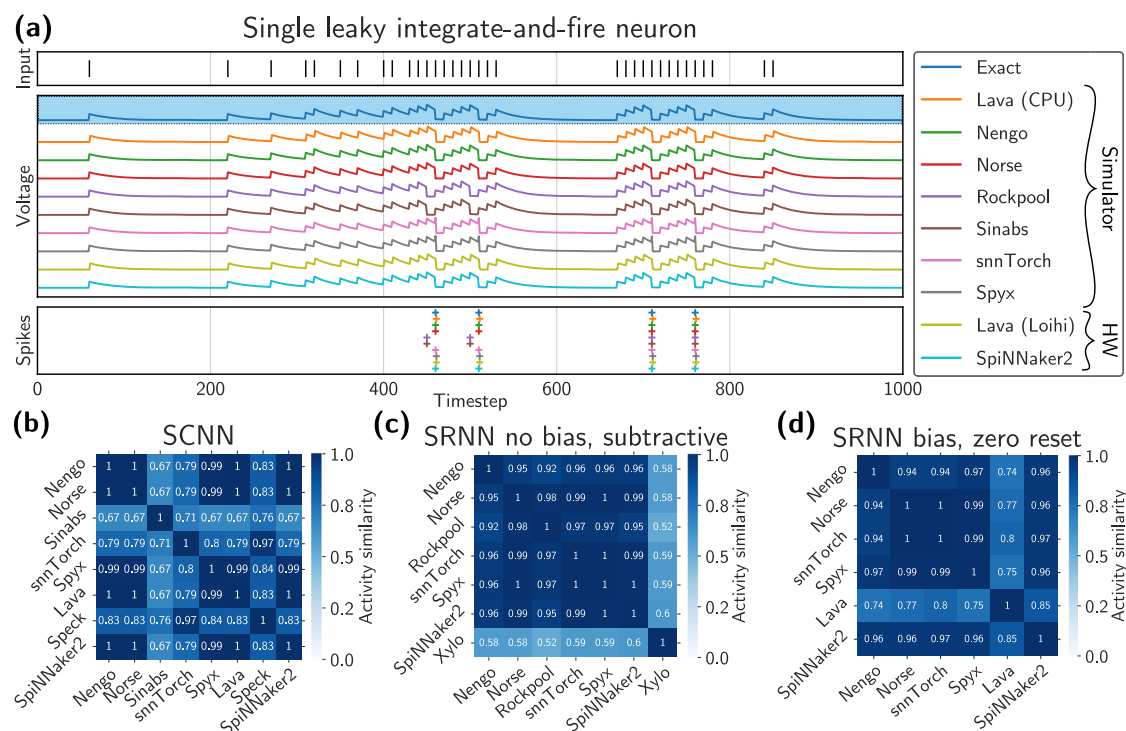 (a)
Single leaky integrate-and-fire neuron
Input
Voltage
Spikes
0 200 400 600 800 1000
Timestep
Exact
Lava (CPU)
Nengo
Norse
Rockpool
Sinabs
snnTorch
Spyx
Lava (Loihi)
SpiNNaker2
Simulator
HW
(b)
SCNN
Nengo 1 1 0.67 0.79 0.99 1 0.83 1
Norse 1 1 0.67 0.79 0.99 1 0.83 1
Sinabs 0.67 0.67 1 0.71 0.67 0.67 0.76 0.67
snnTorch 0.79 0.79 0.71 1 0.8 0.79 0.97 0.79
Spyx 0.99 0.99 0.67 0.8 1 0.99 0.84 0.99
Lava 1 1 0.67 0.79 0.99 1 0.83 1
Speck 0.83 0.83 0.76 0.97 0.84 0.83 1 0.83
SpiNNaker2 1 1 0.67 0.79 0.99 1 0.83 1
Nengo Norse Sinabs snnTorch Spyx Lava Speck SpiNNaker2
1.0
0.8
0.5
0.2
0.0
Activity similarity
(c)
SRNN no bias, subtractive
Nengo 1 0.95 0.92 0.96 0.96 0.96 0.58
Norse 0.95 1 0.98 0.99 1 0.99 0.58
Rockpool 0.92 0.98 1 0.97 0.97 0.95 0.52
snnTorch 0.96 0.99 0.97 1 1 0.99 0.59
Spyx 0.96 1 0.97 1 1 1 0.59
SpiNNaker2 0.96 0.99 0.95 0.99 1 1 0.6
Xylo 0.58 0.58 0.52 0.59 0.59 0.6 1
Nengo Norse Rockpool snnTorch Spyx SpiNNaker2 Xylo
1.0
0.8
0.5
0.2
0.0
Activity similarity
(d)
SRNN bias, zero reset
Nengo 1 0.94 0.94 0.97 0.74 0.96
Norse 0.94 1 1 0.99 0.77 0.96
snnTorch 0.94 1 1 0.99 0.8 0.97
Spyx 0.97 0.99 0.99 1 0.75 0.96
Lava 0.74 0.77 0.8 0.75 1 0.85
SpiNNaker2 0.96 0.96 0.97 0.96 0.85 1
Nengo Norse snnTorch Spyx Lava SpiNNaker2
1.0
0.8
0.5
0.2
0.0
Activity similarity